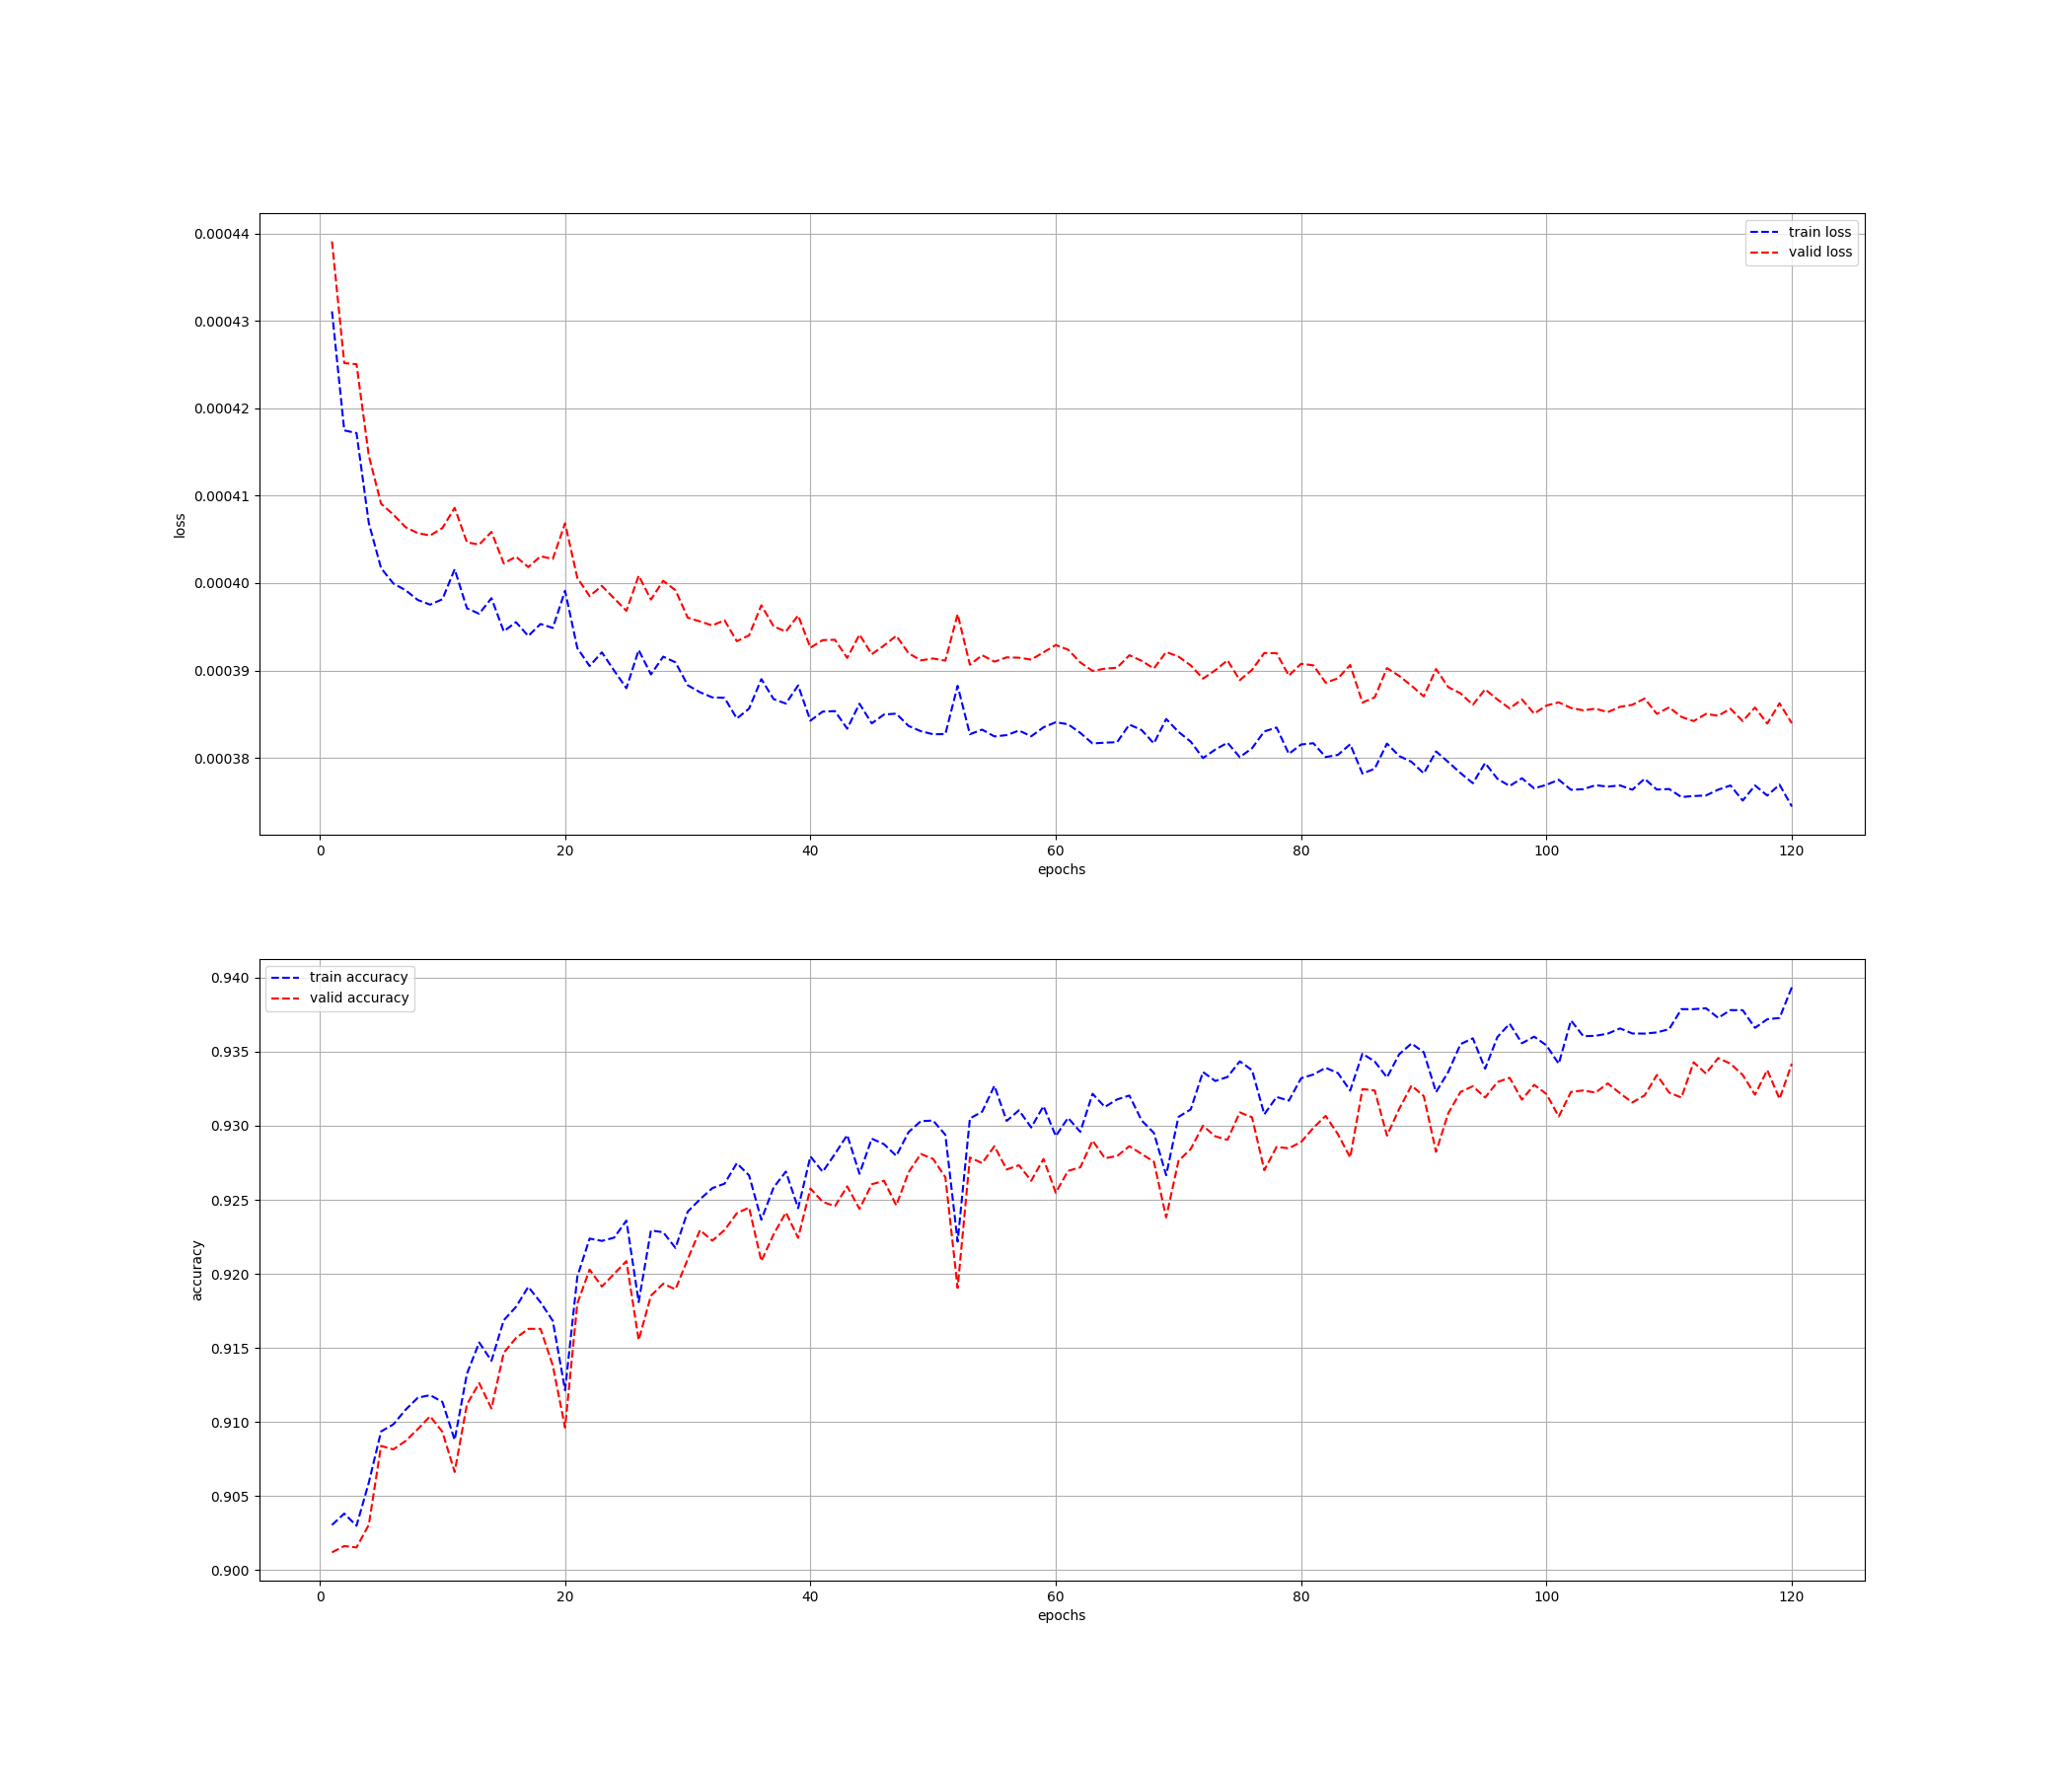 0.00044
0.00043
0.00042
0.00041
0.00040
0.00039
0.00038
loss
train loss
valid loss
0 20 40 60 80 100 120
epochs
0.940
0.935
0.930
0.925
0.920
0.915
0.910
0.905
0.900
accuracy
train accuracy
valid accuracy
0 20 40 60 80 100 120
epochs